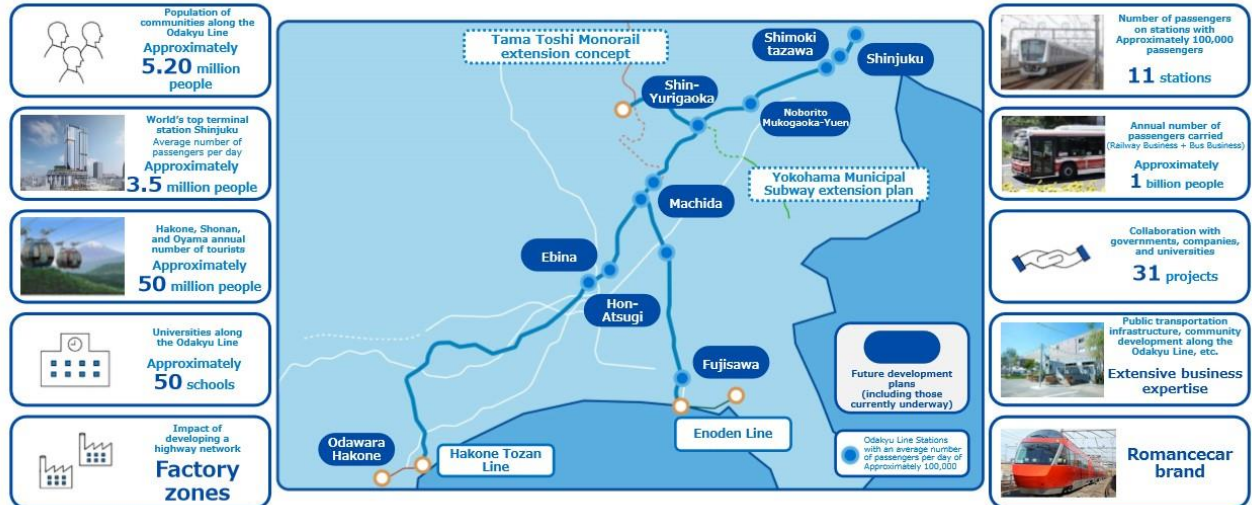 Population of
communities along the
Odakyu Line
Approximately
5.20 million
people
World's top terminal
station Shinjuku
Average number of
passengers per day
Approximately
3.5 million people
Hakone, Shonan,
and Oyama annual
number of tourists
Approximately
50 million people
Universities along
the Odakyu Line
Approximately
50 schools
Impact of
developing a
highway network
Factory
zones
Tama Toshi Monorail
extension concept
Shimoki
tazawa
Shinjuku
Shin-
Yurigaoka
Noborito
Mukogaoka-Yuen
Yokohama Municipal
Subway extension plan
Machida
Ebina
Hon-
Atsugi
Fujisawa
Odawara
Hakone
Hakone Tozan
Line
Enoden Line
Future development
plans
(including those
currently underway)
Odakyu Line Stations
with an average number
of passengers per day of
Approximately 100,000
Number of passengers
on stations with
Approximately 100,000
passengers
11 stations
Annual number of
passengers carried
(Railway Business + Bus Business)
Approximately
1 billion people
Collaboration with
governments, companies,
and universities
31 projects
Public transportation
infrastructure, community
development along the
Odakyu Line, etc.
Extensive business
expertise
Romancecar
brand